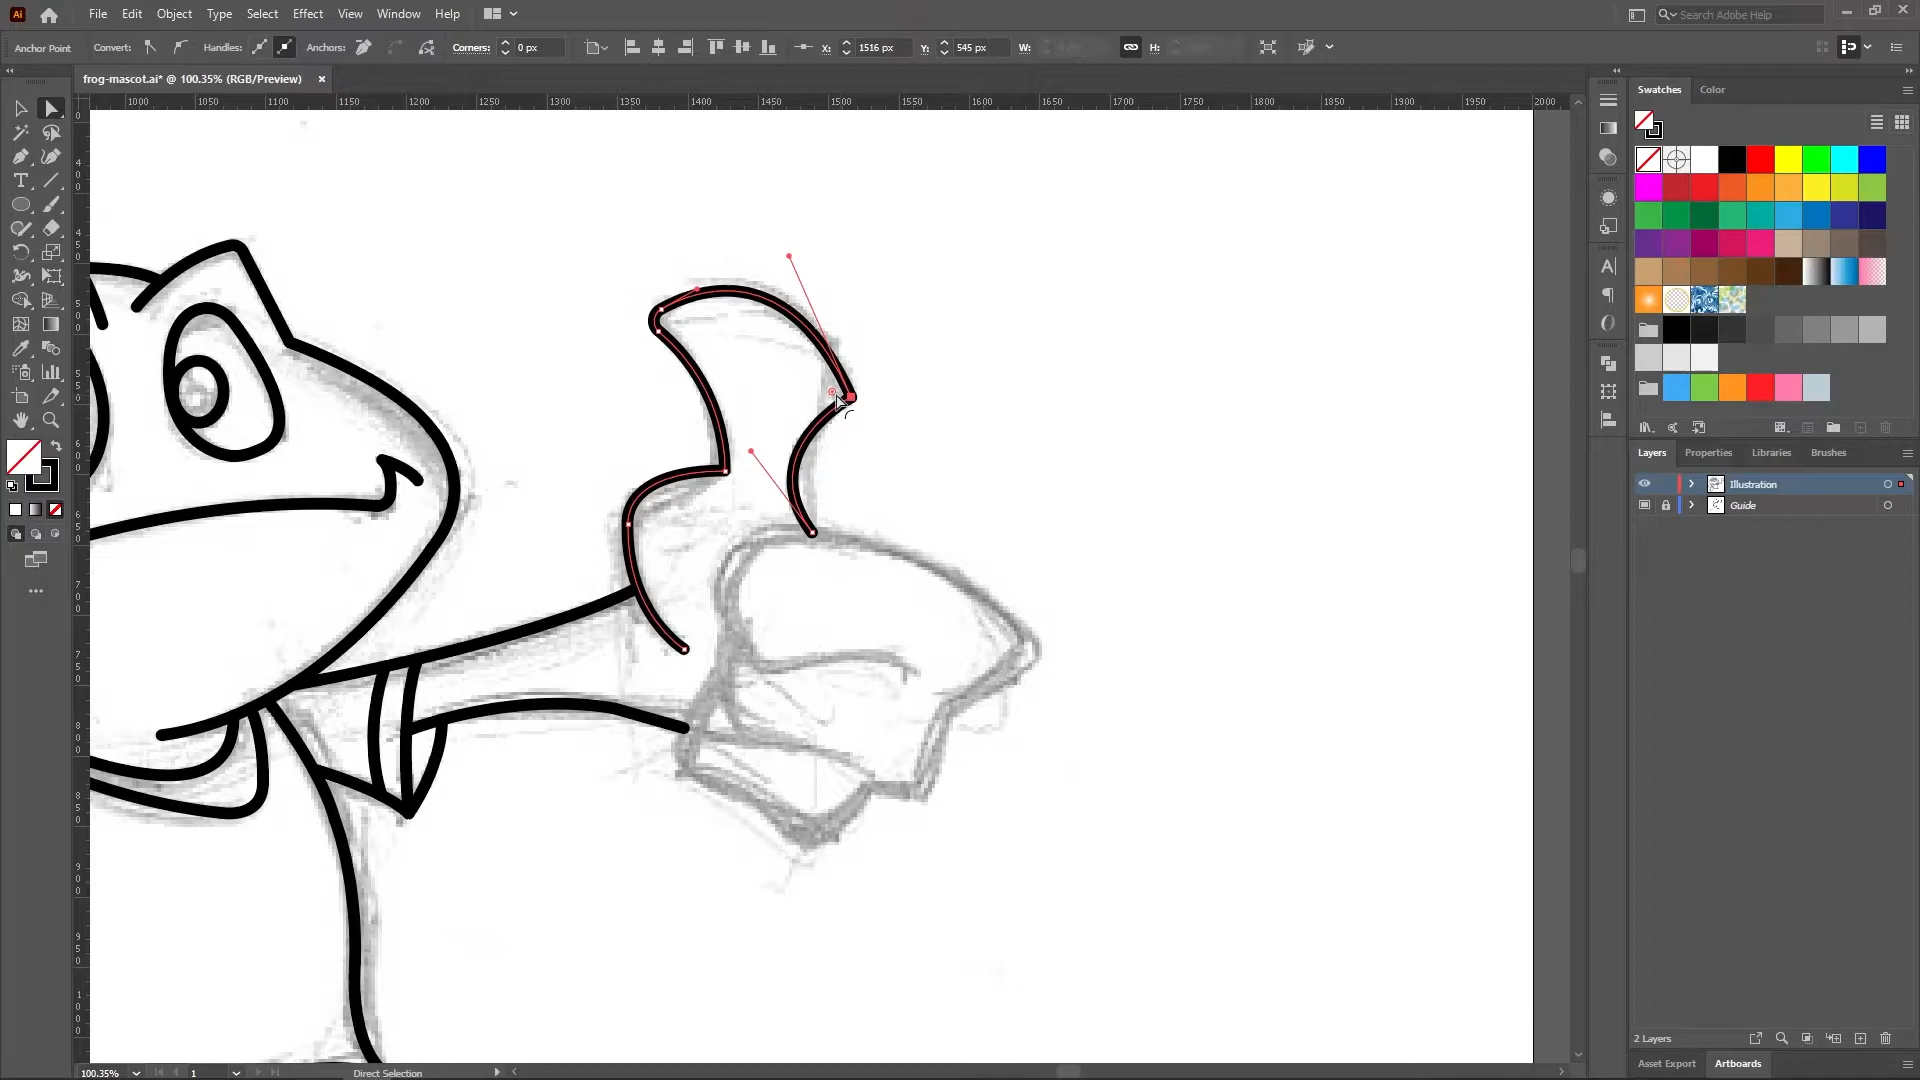 Ai File Edit Object Type Select Effect View Window Help Search Adobe Help
Anchor Point Convert: Handles: Anchors: Corners: 0 px X: 1516 px Y: 545 px W: H:
frog-mascot.ai* @ 100.35% (RGB/Preview) ×
1000 1050 1100 1150 1200 1250 1300 1350 1400 1450 1500 1550 1600 1650 1700 1750 1800 1850 1900 1950 2000
Swatches Color
Layers Properties Libraries Brushes
Illustration
Guide
2 Layers
Asset Export Artboards
100.35% 1 Direct Selection